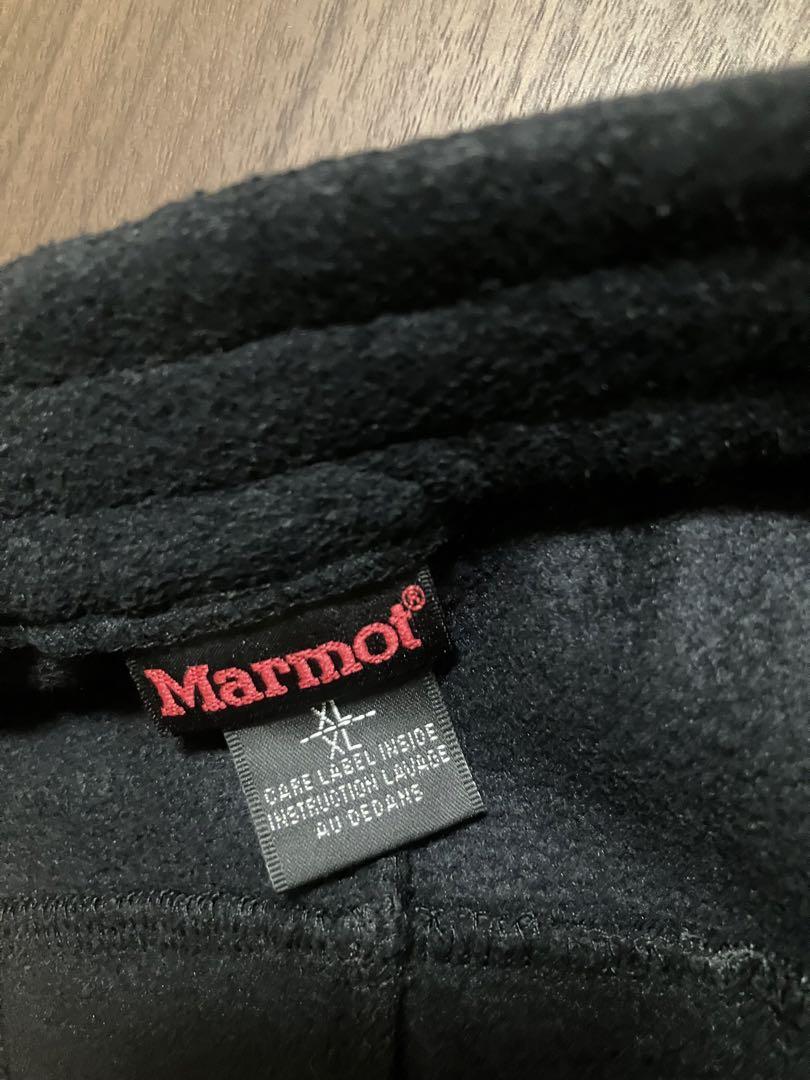 Marmot®
XL
XL
CARE LABEL INSIDE
INSTRUCTION LAVAGE
AU DEDANS